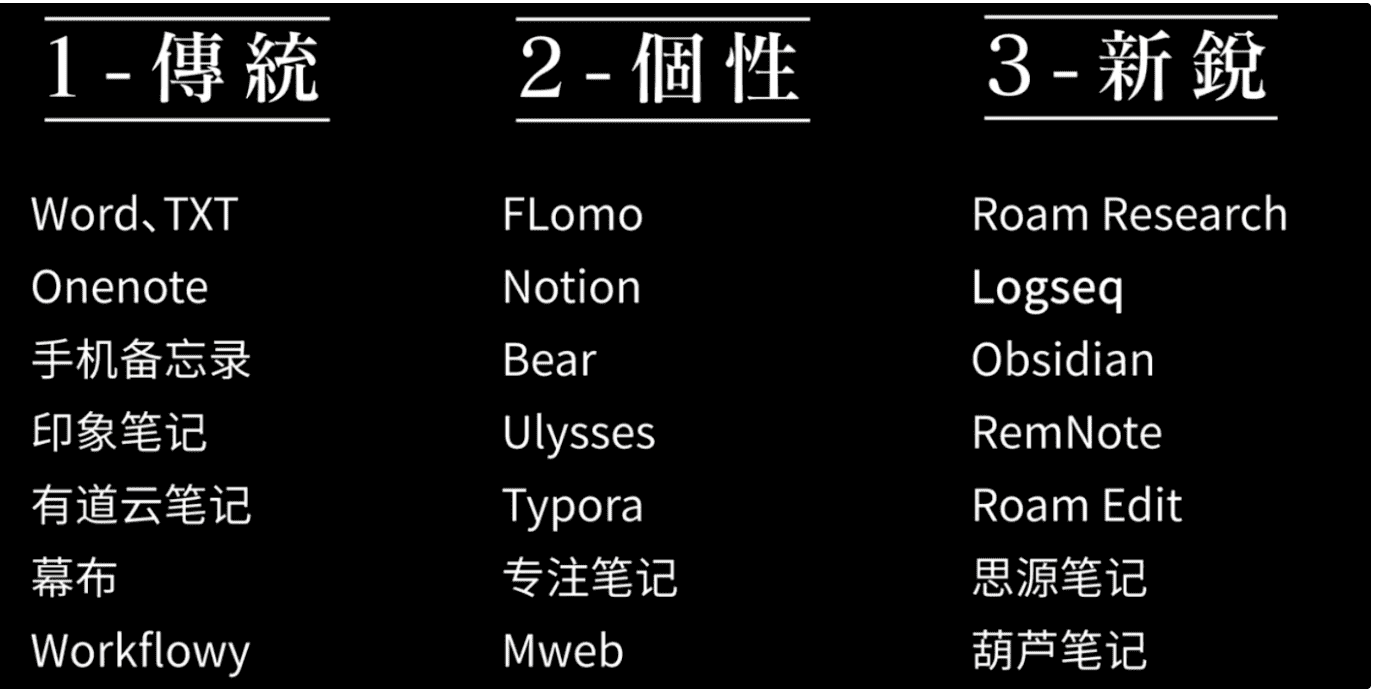 1 - 傳統
Word、TXT
Onenote
手机备忘录
印象笔记
有道云笔记
幕布
Workflowy
2 - 個性
FLomo
Notion
Bear
Ulysses
Typora
专注笔记
Mweb
3 - 新銳
Roam Research
Logseq
Obsidian
RemNote
Roam Edit
思源笔记
葫芦笔记